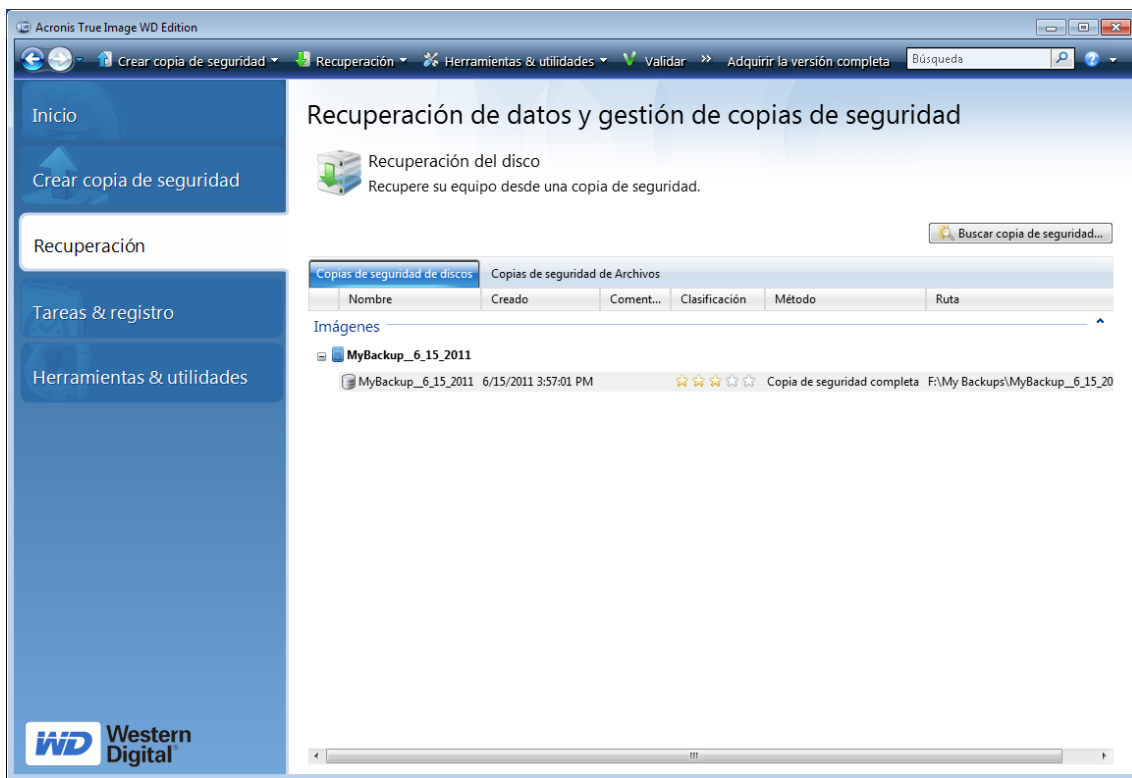 Acronis True Image WD Edition
Crear copia de seguridad Recuperación Herramientas & utilidades Validar » Adquirir la versión completa Búsqueda ?
Inicio
Crear copia de seguridad
Recuperación
Tareas & registro
Herramientas & utilidades
Recuperación de datos y gestión de copias de seguridad
Recuperación del disco
Recupere su equipo desde una copia de seguridad.
Buscar copia de seguridad...
Copias de seguridad de discos Copias de seguridad de Archivos
Nombre Creado Coment... Clasificación Método Ruta
Imágenes
MyBackup__6_15_2011
MyBackup__6_15_2011 6/15/2011 3:57:01 PM Copia de seguridad completa F:\My Backups\MyBackup__6_15_20
WD Western
Digital®